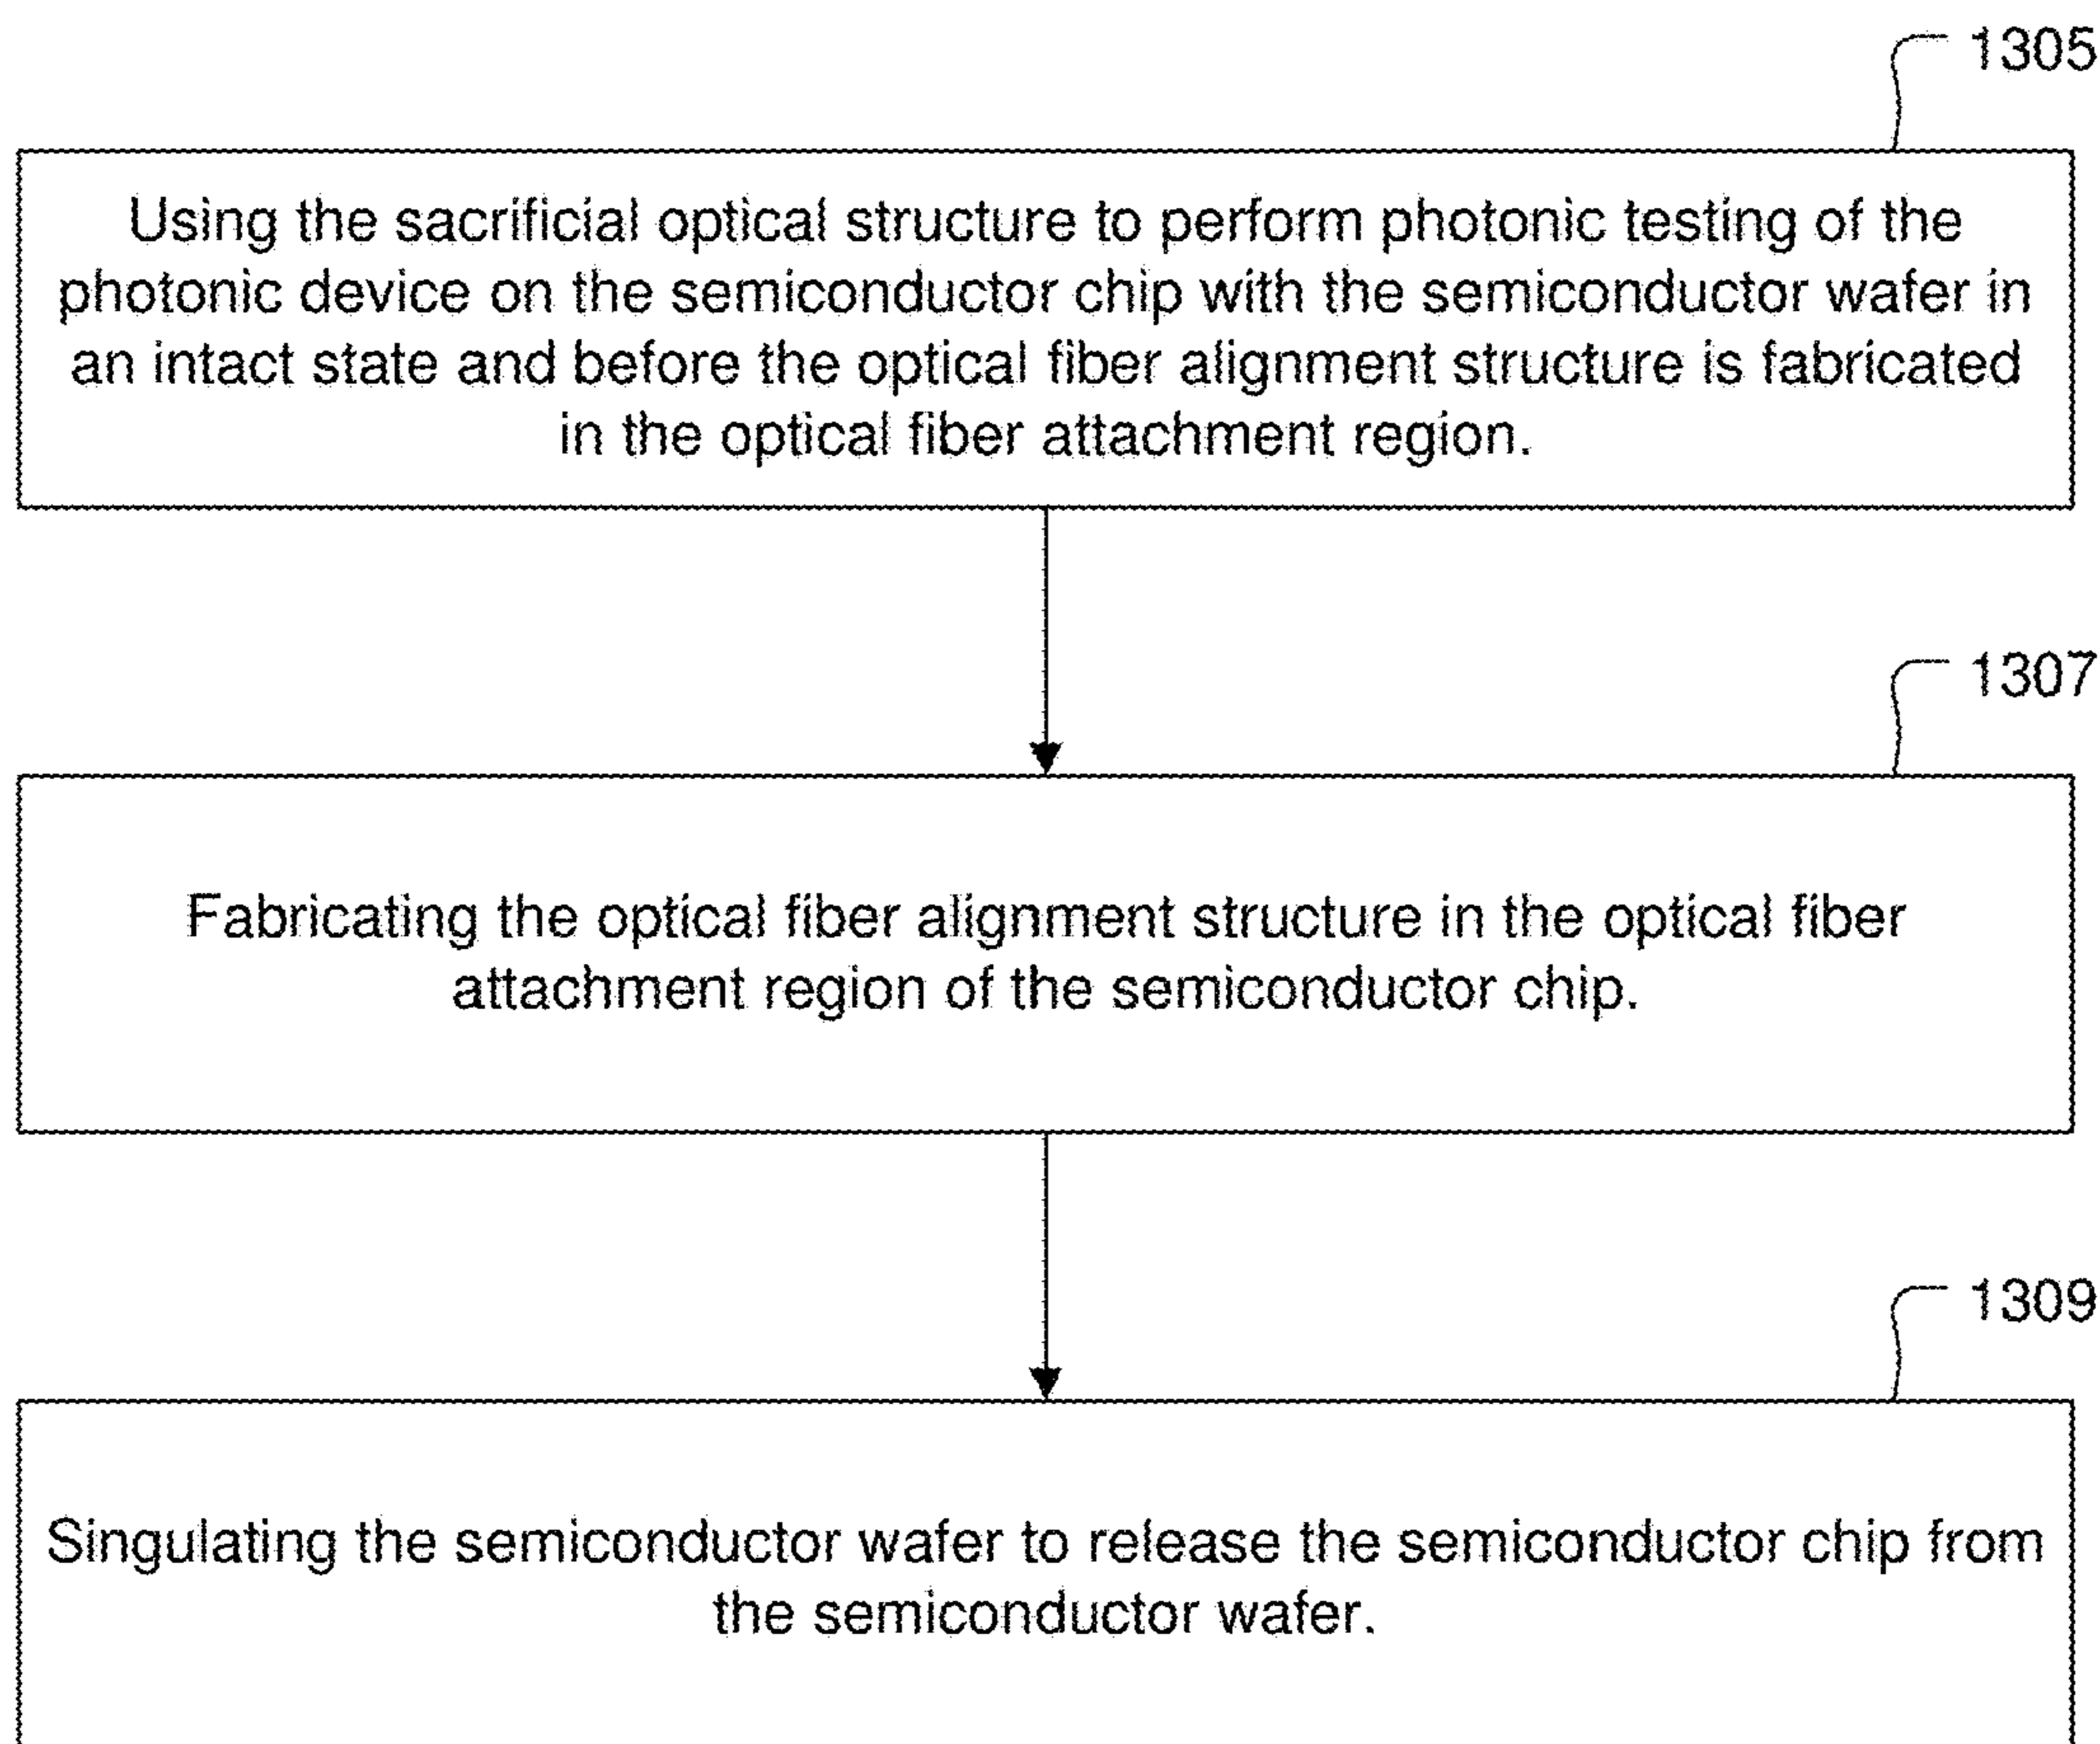 1305
Using the sacrificial optical structure to perform photonic testing of the
photonic device on the semiconductor chip with the semiconductor wafer in
an intact state and before the optical fiber alignment structure is fabricated
in the optical fiber attachment region.
1307
Fabricating the optical fiber alignment structure in the optical fiber
attachment region of the semiconductor chip.
1309
Singulating the semiconductor wafer to release the semiconductor chip from
the semiconductor wafer.